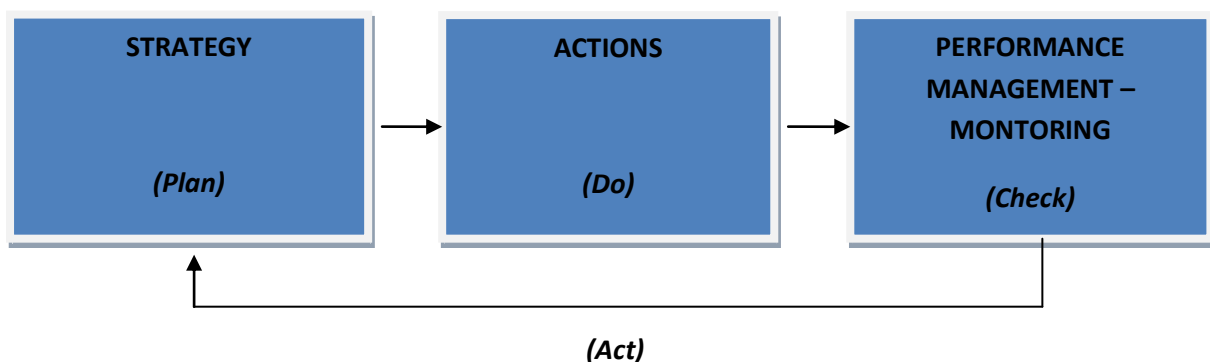 STRATEGY
(Plan)
ACTIONS
(Do)
PERFORMANCE
MANAGEMENT –
MONTORING
(Check)
(Act)